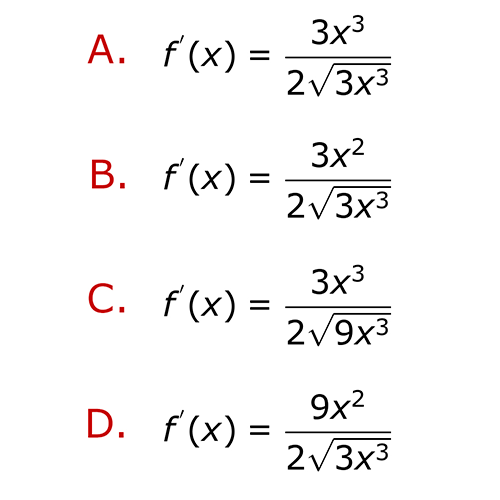 A. f′(x) = 3x³ / 2√3x³
B. f′(x) = 3x² / 2√3x³
C. f′(x) = 3x³ / 2√9x³
D. f′(x) = 9x² / 2√3x³